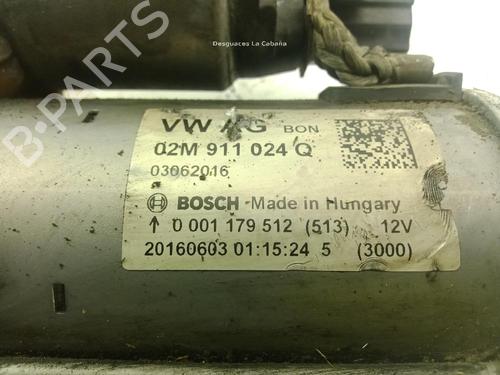 Desguaces La Cabaña
VW AG BON
02M 911 024 Q
03062016
BOSCH Made in Hungary
↑ 0 001 179 512 (513) 12V
20160603 01:15:24 5 (3000)
B-PARTS